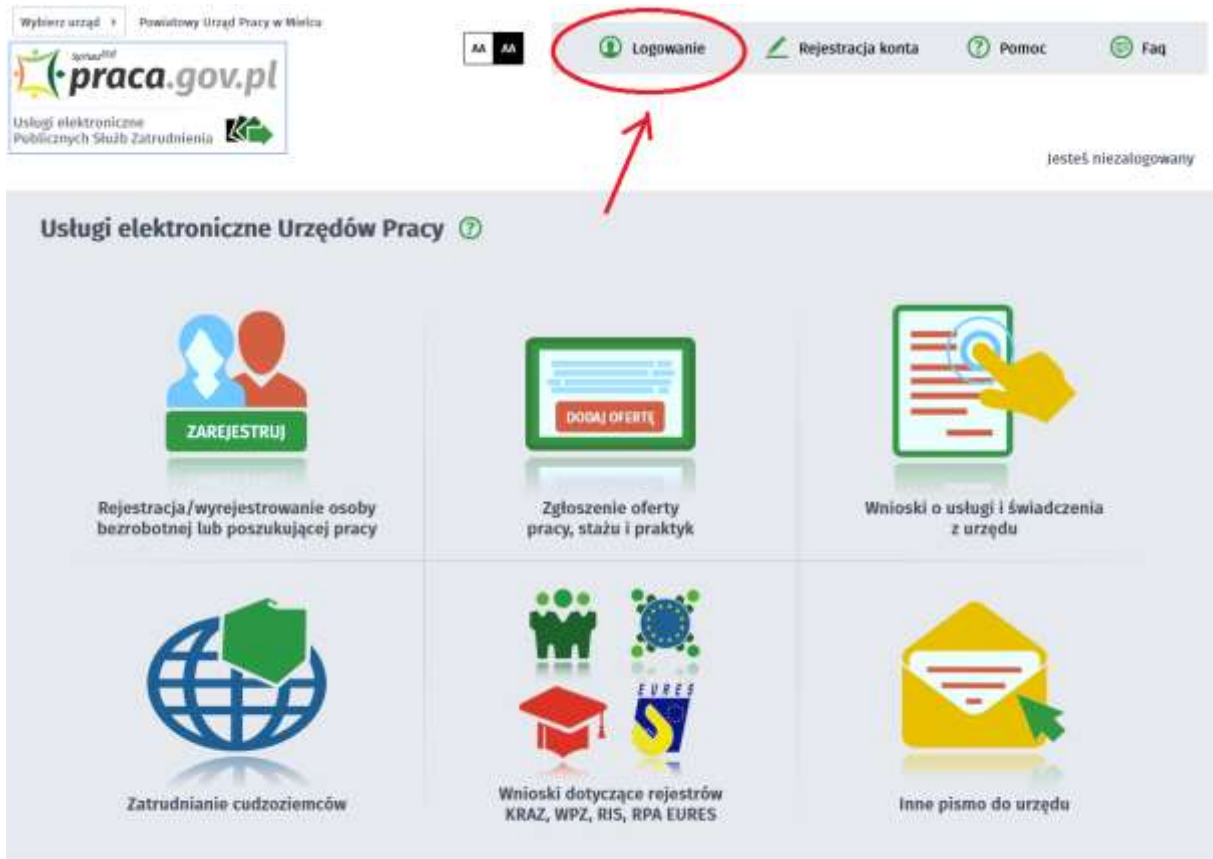 Wybierz urząd
Powiatowy Urząd Pracy w Mielcu
AA AA
Logowanie
Rejestracja konta
Pomoc
Faq
praca.gov.pl
Usługi elektroniczne
Publicznych Służb Zatrudnienia
Jesteś niezalogowany
Usługi elektroniczne Urzędów Pracy
ZAREJESTRUJ
Rejestracja/wyrejestrowanie osoby
bezrobotnej lub poszukującej pracy
DODAJ OFERTĘ
Zgłoszenie oferty
pracy, stażu i praktyk
Wnioski o usługi i świadczenia
z urzędu
Zatrudnianie cudzoziemców
EURES
Wnioski dotyczące rejestrów
KRAZ, WPZ, RIS, RPA EURES
Inne pismo do urzędu